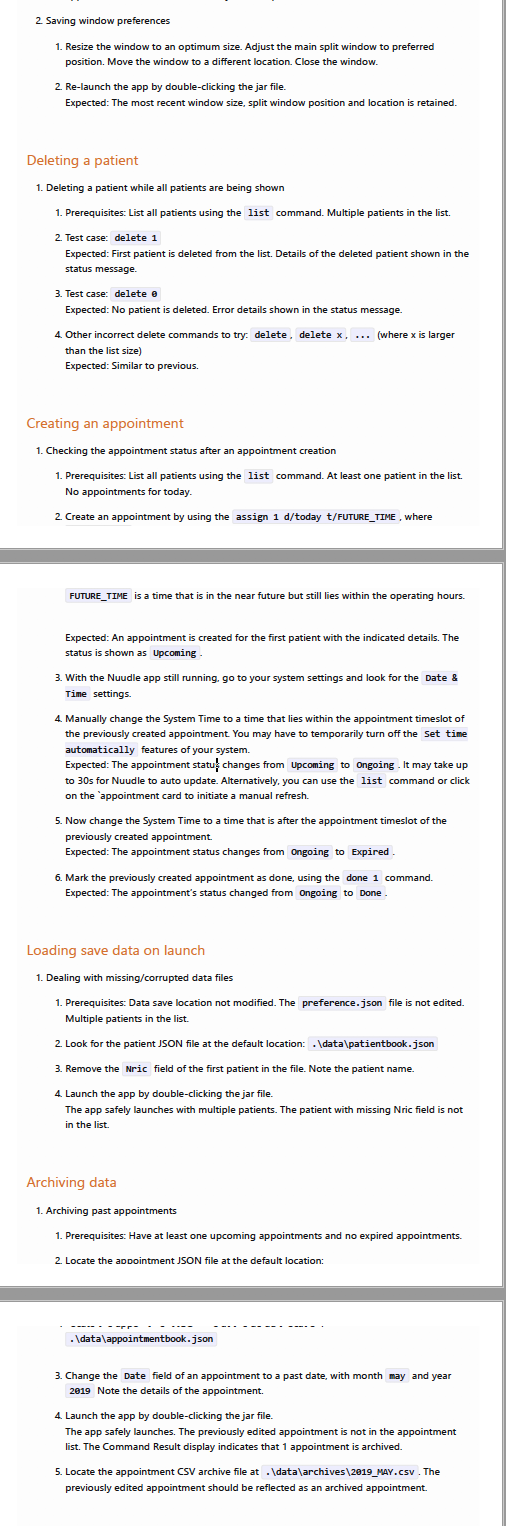 2. Saving window preferences
1. Resize the window to an optimum size. Adjust the main split window to preferred
position. Move the window to a different location. Close the window.
2. Re-launch the app by double-clicking the jar file.
Expected: The most recent window size, split window position and location is retained.
Deleting a patient
1. Deleting a patient while all patients are being shown
1. Prerequisites: List all patients using the list command. Multiple patients in the list.
2. Test case: delete 1
Expected: First patient is deleted from the list. Details of the deleted patient shown in the
status message.
3. Test case: delete 0
Expected: No patient is deleted. Error details shown in the status message.
4. Other incorrect delete commands to try: delete, delete x, ... (where x is larger
than the list size)
Expected: Similar to previous.
Creating an appointment
1. Checking the appointment status after an appointment creation
1. Prerequisites: List all patients using the list command. At least one patient in the list.
No appointments for today.
2. Create an appointment by using the assign 1 d/today t/FUTURE_TIME, where
FUTURE_TIME is a time that is in the near future but still lies within the operating hours.
Expected: An appointment is created for the first patient with the indicated details. The
status is shown as Upcoming.
3. With the Nuudle app still running, go to your system settings and look for the Date &
Time settings.
4. Manually change the System Time to a time that lies within the appointment timeslot of
the previously created appointment. You may have to temporarily turn off the Set time
automatically features of your system.
Expected: The appointment status changes from Upcoming to Ongoing. It may take up
to 30s for Nuudle to auto update. Alternatively, you can use the list command or click
on the `appointment card to initiate a manual refresh.
5. Now change the System Time to a time that is after the appointment timeslot of the
previously created appointment.
Expected: The appointment status changes from Ongoing to Expired.
6. Mark the previously created appointment as done, using the done 1 command.
Expected: The appointment's status changed from Ongoing to Done.
Loading save data on launch
1. Dealing with missing/corrupted data files
1. Prerequisites: Data save location not modified. The preference.json file is not edited.
Multiple patients in the list.
2. Look for the patient JSON file at the default location: .\data\patientbook.json
3. Remove the Nric field of the first patient in the file. Note the patient name.
4. Launch the app by double-clicking the jar file.
The app safely launches with multiple patients. The patient with missing Nric field is not
in the list.
Archiving data
1. Archiving past appointments
1. Prerequisites: Have at least one upcoming appointments and no expired appointments.
2. Locate the appointment JSON file at the default location:
.\data\appointmentbook.json
3. Change the Date field of an appointment to a past date, with month may and year
2019 Note the details of the appointment.
4. Launch the app by double-clicking the jar file.
The app safely launches. The previously edited appointment is not in the appointment
list. The Command Result display indicates that 1 appointment is archived.
5. Locate the appointment CSV archive file at .\data\archives\2019_MAY.csv. The
previously edited appointment should be reflected as an archived appointment.